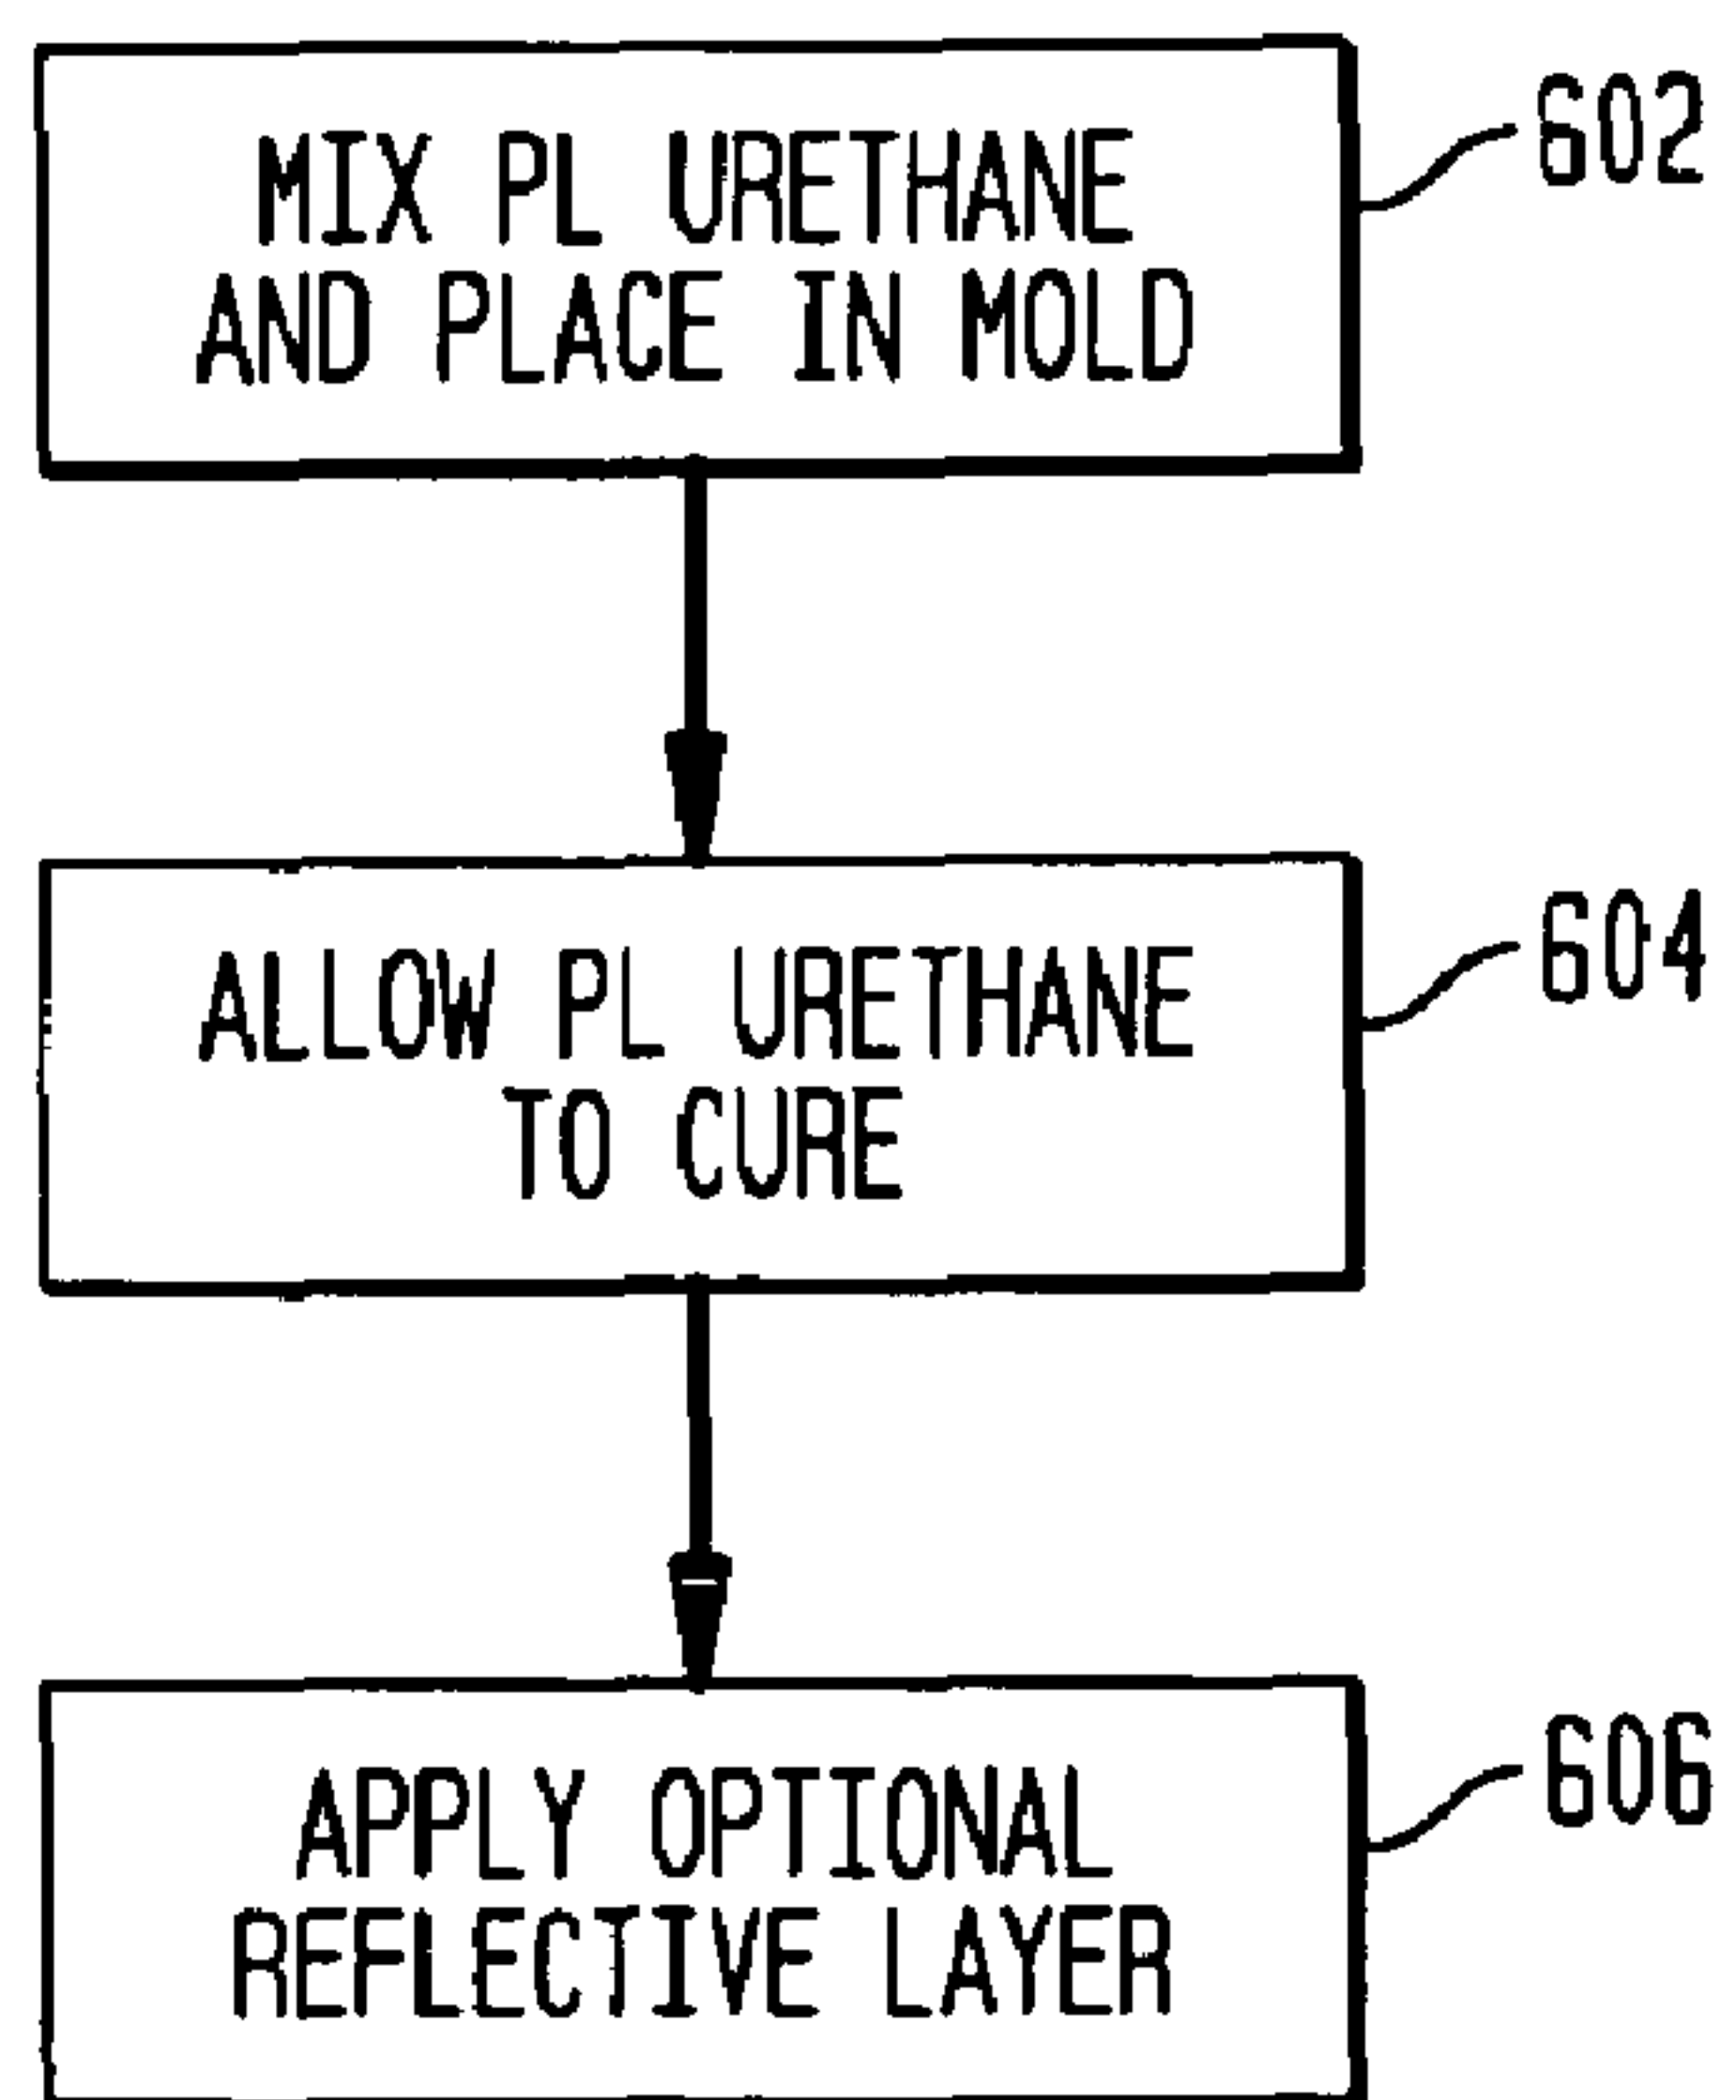 MIX PL URETHANE
AND PLACE IN MOLD
602
ALLOW PL URETHANE
TO CURE
604
APPLY OPTIONAL
REFLECTIVE LAYER
606